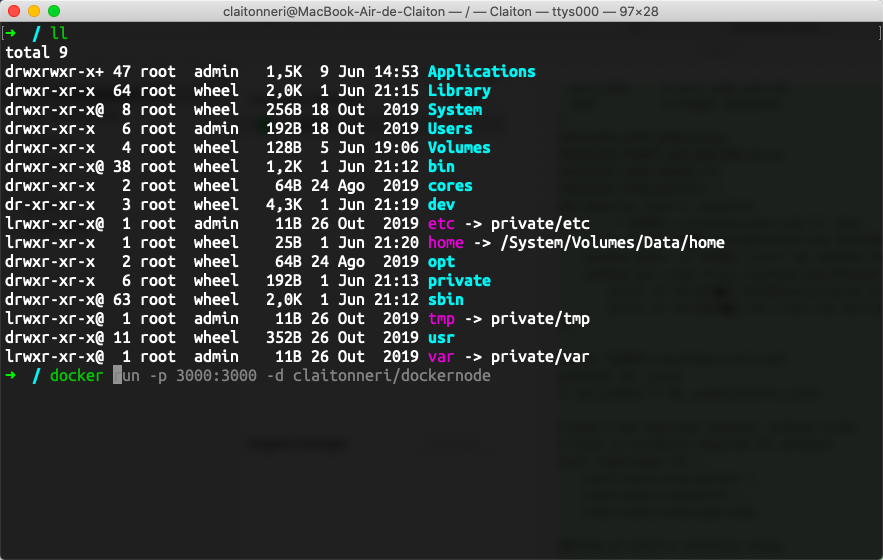 claitonneri@MacBook-Air-de-Claiton — / — Claiton — ttys000 — 97×28
[➜  / ll ]
total 9
drwxrwxr-x+ 47 root  admin   1,5K  9 Jun 14:53 Applications
drwxr-xr-x  64 root  wheel   2,0K  1 Jun 21:15 Library
drwxr-xr-x@  8 root  wheel   256B 18 Out  2019 System
drwxr-xr-x   6 root  admin   192B 18 Out  2019 Users
drwxr-xr-x   4 root  wheel   128B  5 Jun 19:06 Volumes
drwxr-xr-x@ 38 root  wheel   1,2K  1 Jun 21:12 bin
drwxr-xr-x   2 root  wheel    64B 24 Ago  2019 cores
dr-xr-xr-x   3 root  wheel   4,3K  1 Jun 21:19 dev
lrwxr-xr-x@  1 root  admin    11B 26 Out  2019 etc -> private/etc
lrwxr-xr-x   1 root  wheel    25B  1 Jun 21:20 home -> /System/Volumes/Data/home
drwxr-xr-x   2 root  wheel    64B 24 Ago  2019 opt
drwxr-xr-x   6 root  wheel   192B  1 Jun 21:13 private
drwxr-xr-x@ 63 root  wheel   2,0K  1 Jun 21:12 sbin
lrwxr-xr-x@  1 root  admin    11B 26 Out  2019 tmp -> private/tmp
drwxr-xr-x@ 11 root  wheel   352B 26 Out  2019 usr
lrwxr-xr-x@  1 root  admin    11B 26 Out  2019 var -> private/var
➜  / docker run -p 3000:3000 -d claitonneri/dockernode